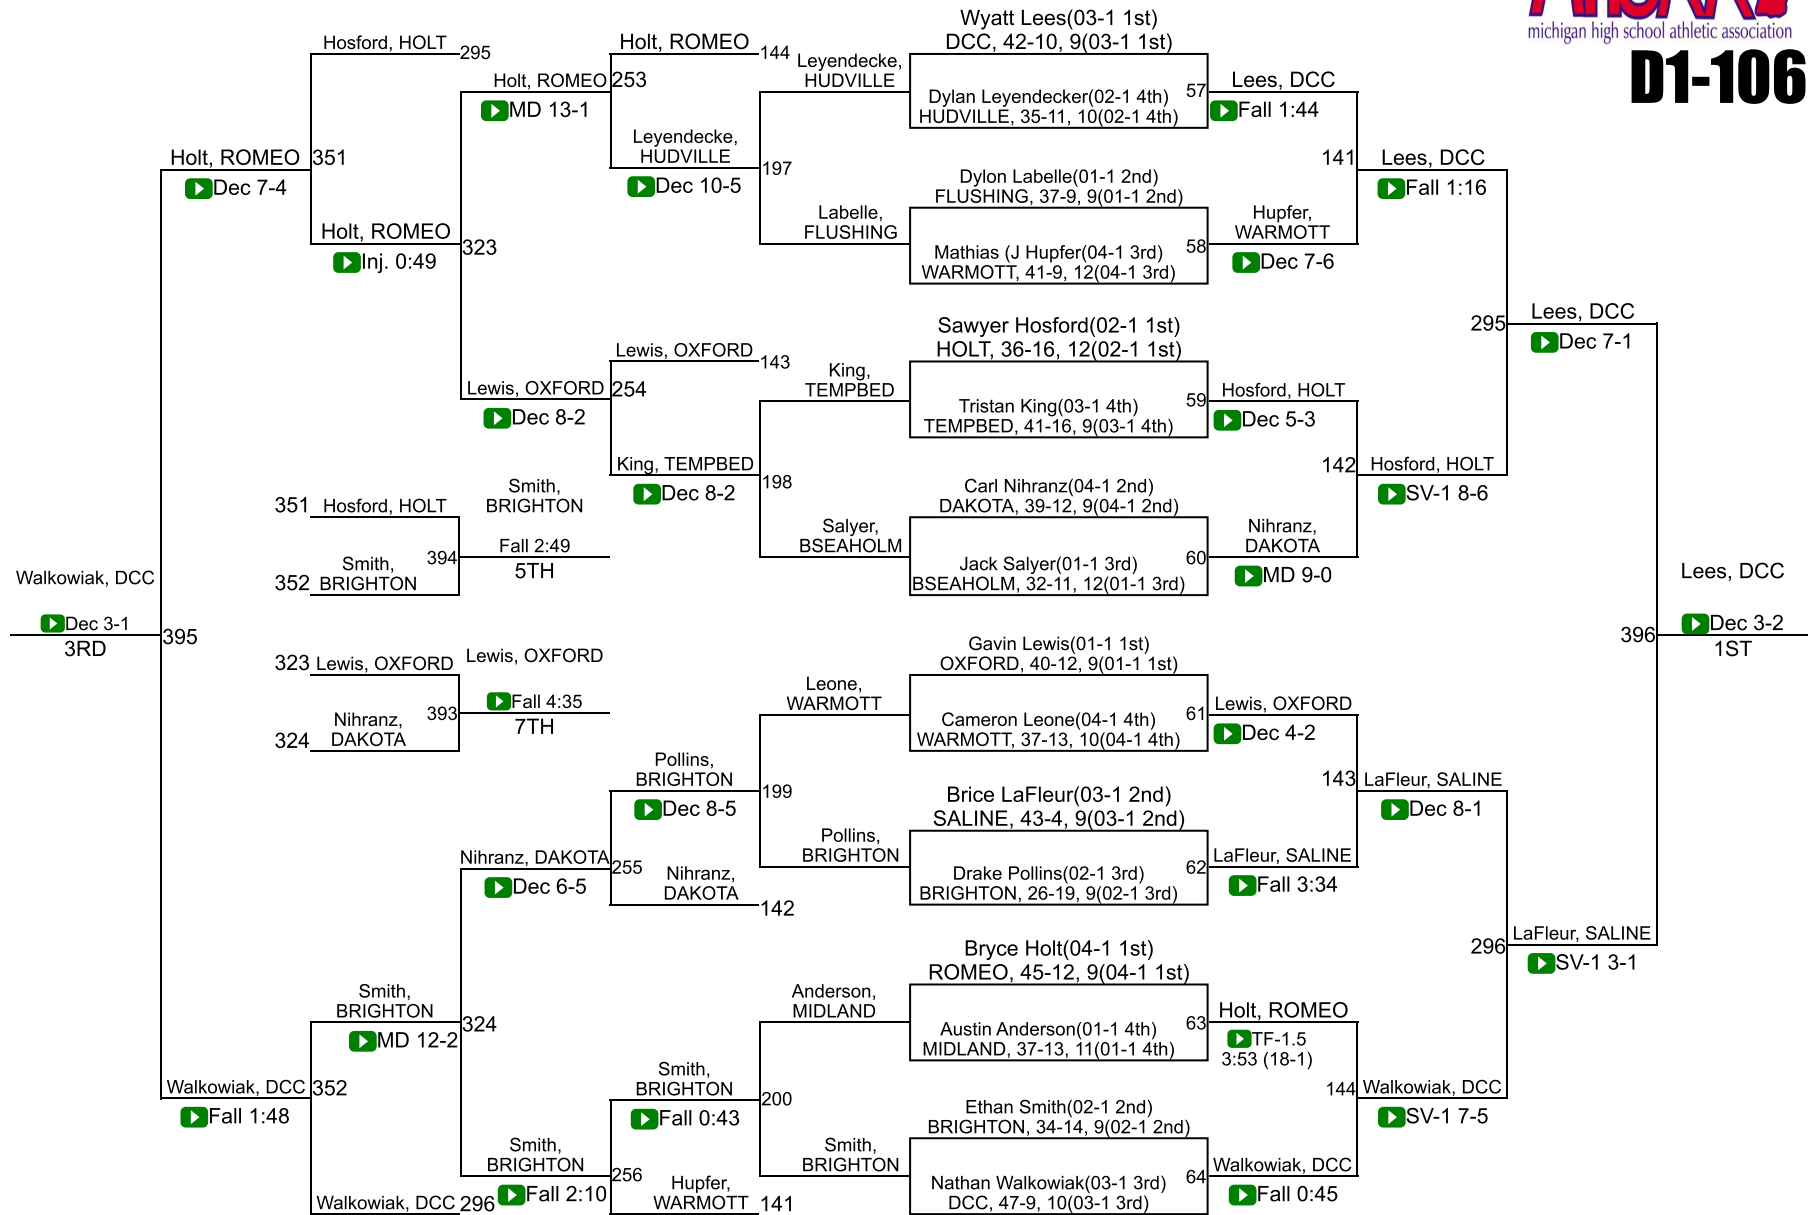 michigan high school athletic association
D1-106
Hosford, HOLT
295
Holt, ROMEO
MD 13-1
253
Holt, ROMEO
144
Leyendecke,
HUDVILLE
Dec 10-5
197
Holt, ROMEO
Dec 7-4
351
Holt, ROMEO
Inj. 0:49
323
Lewis, OXFORD
143
Lewis, OXFORD
Dec 8-2
254
King, TEMPBED
Dec 8-2
198
351
Hosford, HOLT
352
Smith,
BRIGHTON
394
Smith,
BRIGHTON
Fall 2:49
5TH
Walkowiak, DCC
Dec 3-1
3RD
395
323
Lewis, OXFORD
324
Nihranz,
DAKOTA
393
Lewis, OXFORD
Fall 4:35
7TH
Pollins,
BRIGHTON
Dec 8-5
199
Nihranz, DAKOTA
Dec 6-5
255
Nihranz,
DAKOTA
142
Smith,
BRIGHTON
MD 12-2
324
Walkowiak, DCC
Fall 1:48
352
Smith,
BRIGHTON
Fall 0:43
200
Smith,
BRIGHTON
Fall 2:10
256
Hupfer,
WARMOTT
141
Walkowiak, DCC
296
Leyendecke,
HUDVILLE
Labelle,
FLUSHING
King,
TEMPBED
Salyer,
BSEAHOLM
Leone,
WARMOTT
Pollins,
BRIGHTON
Anderson,
MIDLAND
Smith,
BRIGHTON
Wyatt Lees(03-1 1st)
DCC, 42-10, 9(03-1 1st)
Dylan Leyendecker(02-1 4th)
HUDVILLE, 35-11, 10(02-1 4th)
57
Dylon Labelle(01-1 2nd)
FLUSHING, 37-9, 9(01-1 2nd)
Mathias (J Hupfer(04-1 3rd)
WARMOTT, 41-9, 12(04-1 3rd)
58
Sawyer Hosford(02-1 1st)
HOLT, 36-16, 12(02-1 1st)
Tristan King(03-1 4th)
TEMPBED, 41-16, 9(03-1 4th)
59
Carl Nihranz(04-1 2nd)
DAKOTA, 39-12, 9(04-1 2nd)
Jack Salyer(01-1 3rd)
BSEAHOLM, 32-11, 12(01-1 3rd)
60
Gavin Lewis(01-1 1st)
OXFORD, 40-12, 9(01-1 1st)
Cameron Leone(04-1 4th)
WARMOTT, 37-13, 10(04-1 4th)
61
Brice LaFleur(03-1 2nd)
SALINE, 43-4, 9(03-1 2nd)
Drake Pollins(02-1 3rd)
BRIGHTON, 26-19, 9(02-1 3rd)
62
Bryce Holt(04-1 1st)
ROMEO, 45-12, 9(04-1 1st)
Austin Anderson(01-1 4th)
MIDLAND, 37-13, 11(01-1 4th)
63
Ethan Smith(02-1 2nd)
BRIGHTON, 34-14, 9(02-1 2nd)
Nathan Walkowiak(03-1 3rd)
DCC, 47-9, 10(03-1 3rd)
64
Lees, DCC
Fall 1:44
Hupfer,
WARMOTT
Dec 7-6
Hosford, HOLT
Dec 5-3
Nihranz,
DAKOTA
MD 9-0
Lewis, OXFORD
Dec 4-2
LaFleur, SALINE
Fall 3:34
Holt, ROMEO
TF-1.5
3:53 (18-1)
Walkowiak, DCC
Fall 0:45
141
Lees, DCC
Fall 1:16
142
Hosford, HOLT
SV-1 8-6
143
LaFleur, SALINE
Dec 8-1
144
Walkowiak, DCC
SV-1 7-5
295
Lees, DCC
Dec 7-1
296
LaFleur, SALINE
SV-1 3-1
Lees, DCC
396
Dec 3-2
1ST